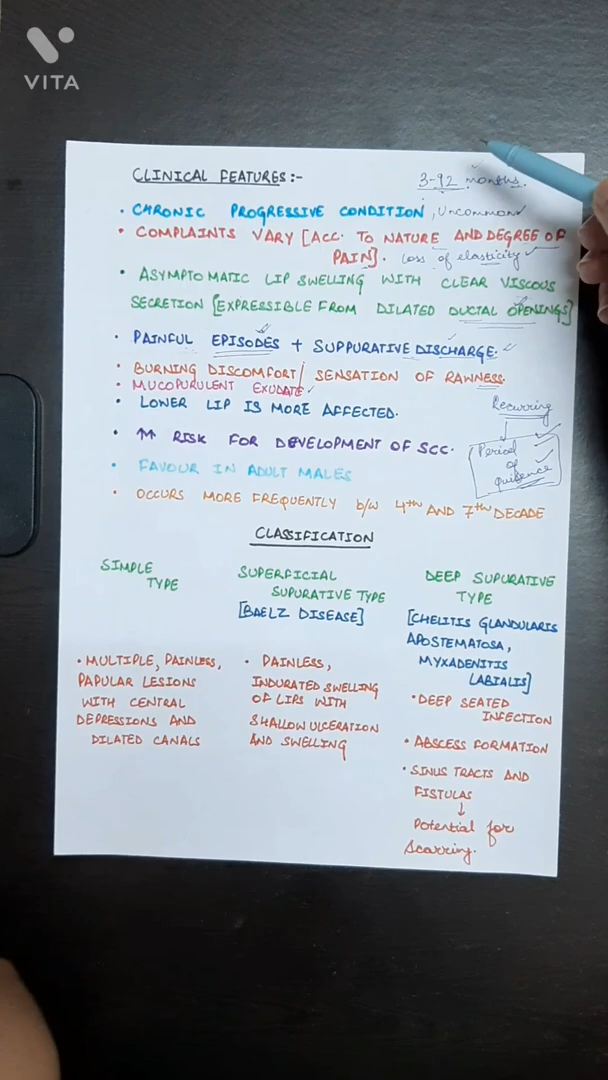 VITA
CLINICAL FEATURES:-
3-92 months.
• CHRONIC PROGRESSIVE CONDITION, Uncommon
• COMPLAINTS VARY [ACC. TO NATURE AND DEGREE OF
PAIN]. loss of elasticity
• ASYMPTOMATIC LIP SWELLING WITH CLEAR VISCOUS
SECRETION [EXPRESSIBLE FROM DILATED DUCTAL OPENINGS]
• PAINFUL EPISODES + SUPPURATIVE DISCHARGE.
• BURNING DISCOMFORT/ SENSATION OF RAWNESS.
• MUCOPURULENT EXUDATE
• LOWER LIP IS MORE AFFECTED.
Recurring
↓
Period
of
quiscence
• ↑↑ RISK FOR DEVELOPMENT OF SCC.
• FAVOUR IN ADULT MALES
• OCCURS MORE FREQUENTLY b/w 4th AND 7th DECADE
CLASSIFICATION
SIMPLE
TYPE
• MULTIPLE, PAINLESS,
PAPULAR LESIONS
WITH CENTRAL
DEPRESSIONS AND
DILATED CANALS
SUPERFICIAL
SUPURATIVE TYPE
[BAELZ DISEASE]
• PAINLESS,
INDURATED SWELLING
OF LIPS WITH
SHALLOW ULCERATION
AND SWELLING
DEEP SUPURATIVE
TYPE
[CHELITIS GLANDULARIS
APOSTEMATOSA,
MYXADENITIS
LABIALIS]
• DEEP SEATED
INFECTION
• ABSCESS FORMATION
• SINUS TRACTS AND
FISTULAS
↓
Potential for
Scarring.